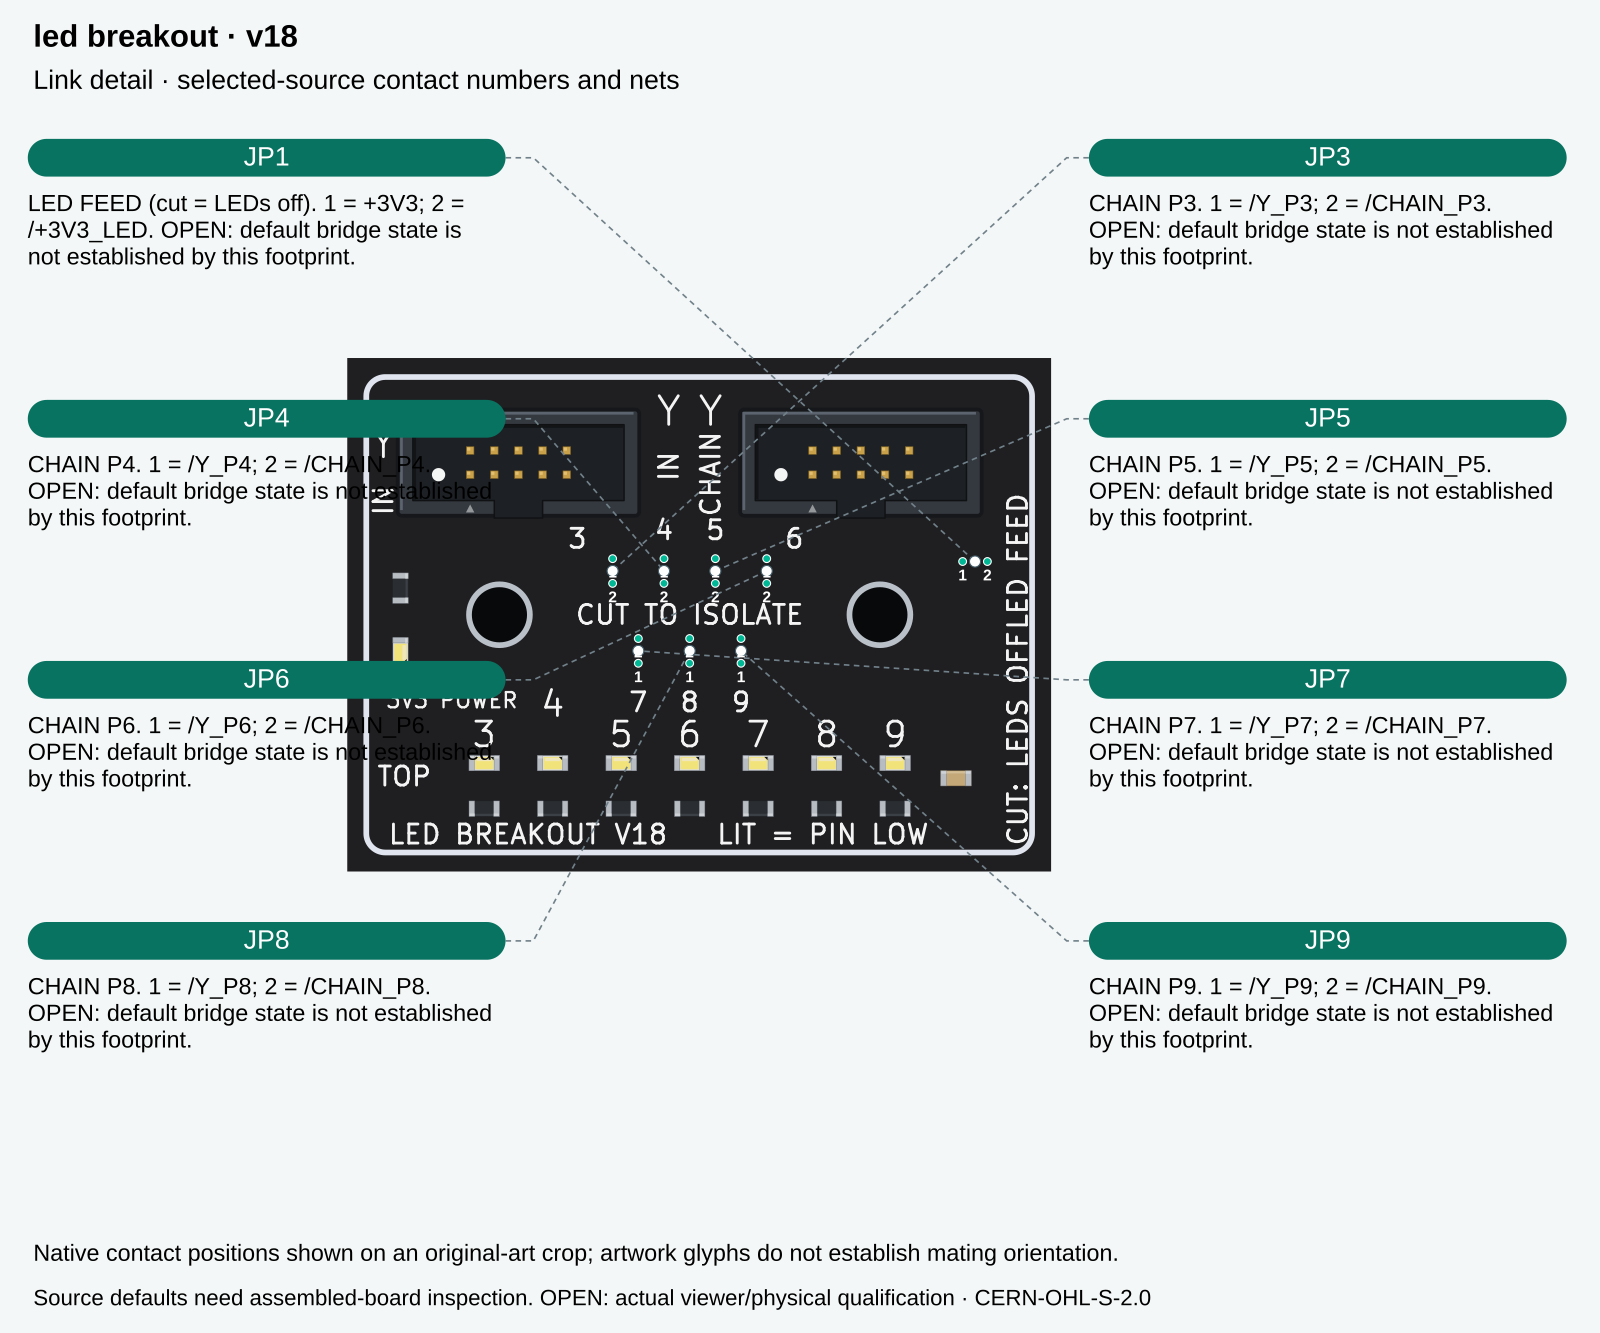 led breakout · v18
Link detail · selected-source contact numbers and nets
JP1
LED FEED (cut = LEDs off). 1 = +3V3; 2 =
/+3V3_LED. OPEN: default bridge state is
not established by this footprint.
JP3
CHAIN P3. 1 = /Y_P3; 2 = /CHAIN_P3.
OPEN: default bridge state is not established
by this footprint.
JP4
CHAIN P4. 1 = /Y_P4; 2 = /CHAIN_P4.
OPEN: default bridge state is not established
by this footprint.
JP5
CHAIN P5. 1 = /Y_P5; 2 = /CHAIN_P5.
OPEN: default bridge state is not established
by this footprint.
JP6
CHAIN P6. 1 = /Y_P6; 2 = /CHAIN_P6.
OPEN: default bridge state is not established
by this footprint.
JP7
CHAIN P7. 1 = /Y_P7; 2 = /CHAIN_P7.
OPEN: default bridge state is not established
by this footprint.
JP8
CHAIN P8. 1 = /Y_P8; 2 = /CHAIN_P8.
OPEN: default bridge state is not established
by this footprint.
JP9
CHAIN P9. 1 = /Y_P9; 2 = /CHAIN_P9.
OPEN: default bridge state is not established
by this footprint.
IN Y
CHAIN Y
3 4 5 6
2 2 2 2
1 2
CUT TO ISOLATE
1 1 1
7 8 9
3V3 POWER
3 4 5 6 7 8 9
TOP
LED BREAKOUT V18
LIT = PIN LOW
CUT: LEDS OFF
LED FEED
Native contact positions shown on an original-art crop; artwork glyphs do not establish mating orientation.
Source defaults need assembled-board inspection. OPEN: actual viewer/physical qualification · CERN-OHL-S-2.0